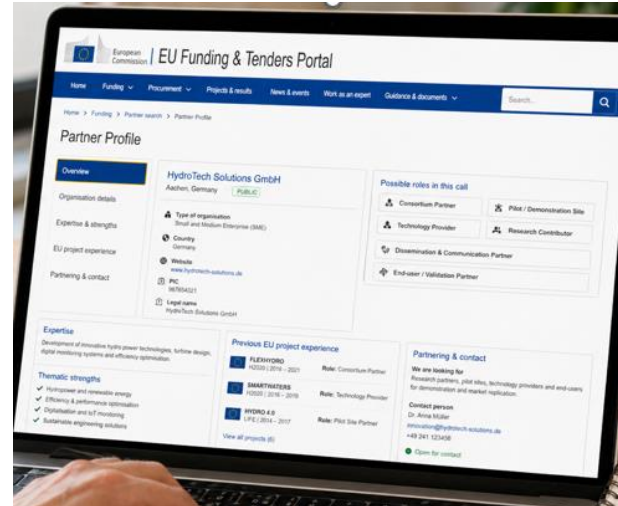 European
Commission
EU Funding & Tenders Portal
Home
Funding
Procurement
Projects & results
News & events
Work as an expert
Guidance & documents
Search...
Home > Funding > Partner search > Partner Profile
Partner Profile
Overview
Organisation details
Expertise & strengths
EU project experience
Partnering & contact
HydroTech Solutions GmbH
Aachen, Germany
PUBLIC
Type of organisation
Small and Medium Enterprise (SME)
Country
Germany
Website
www.hydrotech-solutions.de
PIC
987654321
Legal name
HydroTech Solutions GmbH
Possible roles in this call
Consortium Partner
Pilot / Demonstration Site
Technology Provider
Research Contributor
Dissemination & Communication Partner
End-user / Validation Partner
Expertise
Development of innovative hydro power technologies, turbine design,
digital monitoring systems and efficiency optimisation.
Thematic strengths
Hydropower and renewable energy
Efficiency & performance optimisation
Digitalisation and IoT monitoring
Sustainable engineering solutions
Previous EU project experience
FLEXHYDRO
H2020 | 2014 – 2021
Role: Consortium Partner
SMARTWATERS
H2020 | 2016 – 2019
Role: Technology Provider
HYDRO 4.0
LIFE | 2014 – 2017
Role: Pilot Site Partner
View all projects (6)
Partnering & contact
We are looking for
Research partners, pilot sites, technology providers and end-users
for demonstration and market replication.
Contact person
Dr. Anna Müller
innovation@hydrotech-solutions.de
+49 241 123456
Open for contact